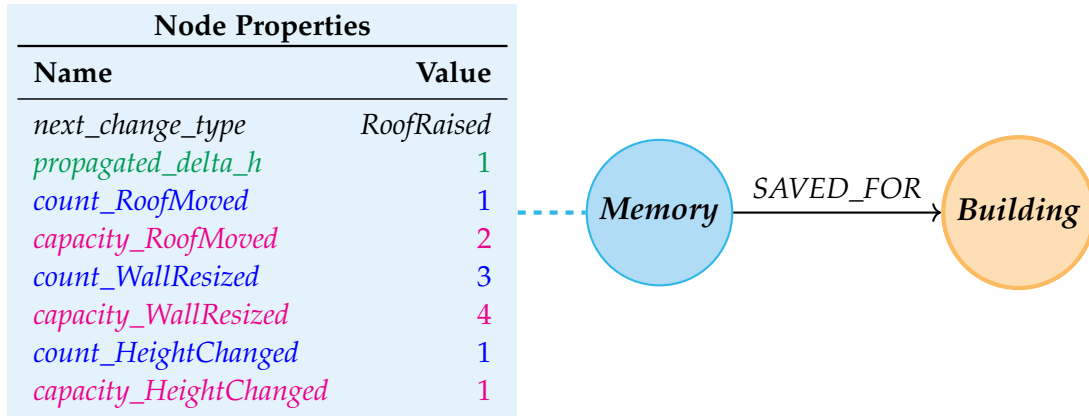 Node Properties
Name Value
next_change_type RoofRaised
propagated_delta_h 1
count_RoofMoved 1
capacity_RoofMoved 2
count_WallResized 3
capacity_WallResized 4
count_HeightChanged 1
capacity_HeightChanged 1
Memory
SAVED_FOR
Building